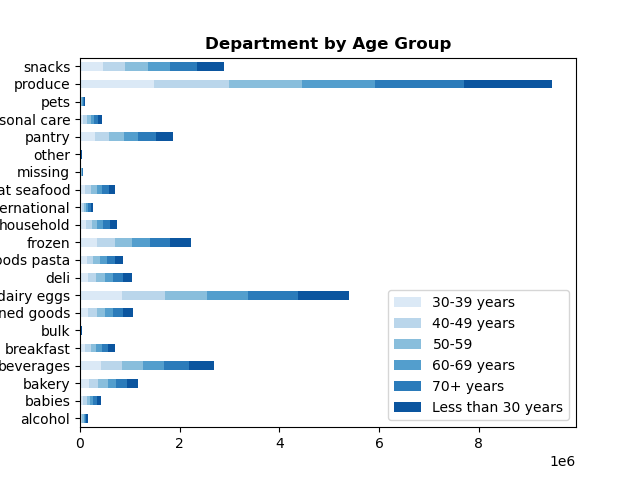 Department by Age Group
snacks
produce
pets
sonal care
pantry
other
missing
at seafood
ernational
household
frozen
oods pasta
deli
dairy eggs
ned goods
bulk
breakfast
beverages
bakery
babies
alcohol
30-39 years
40-49 years
50-59
60-69 years
70+ years
Less than 30 years
0 2 4 6 8
1e6